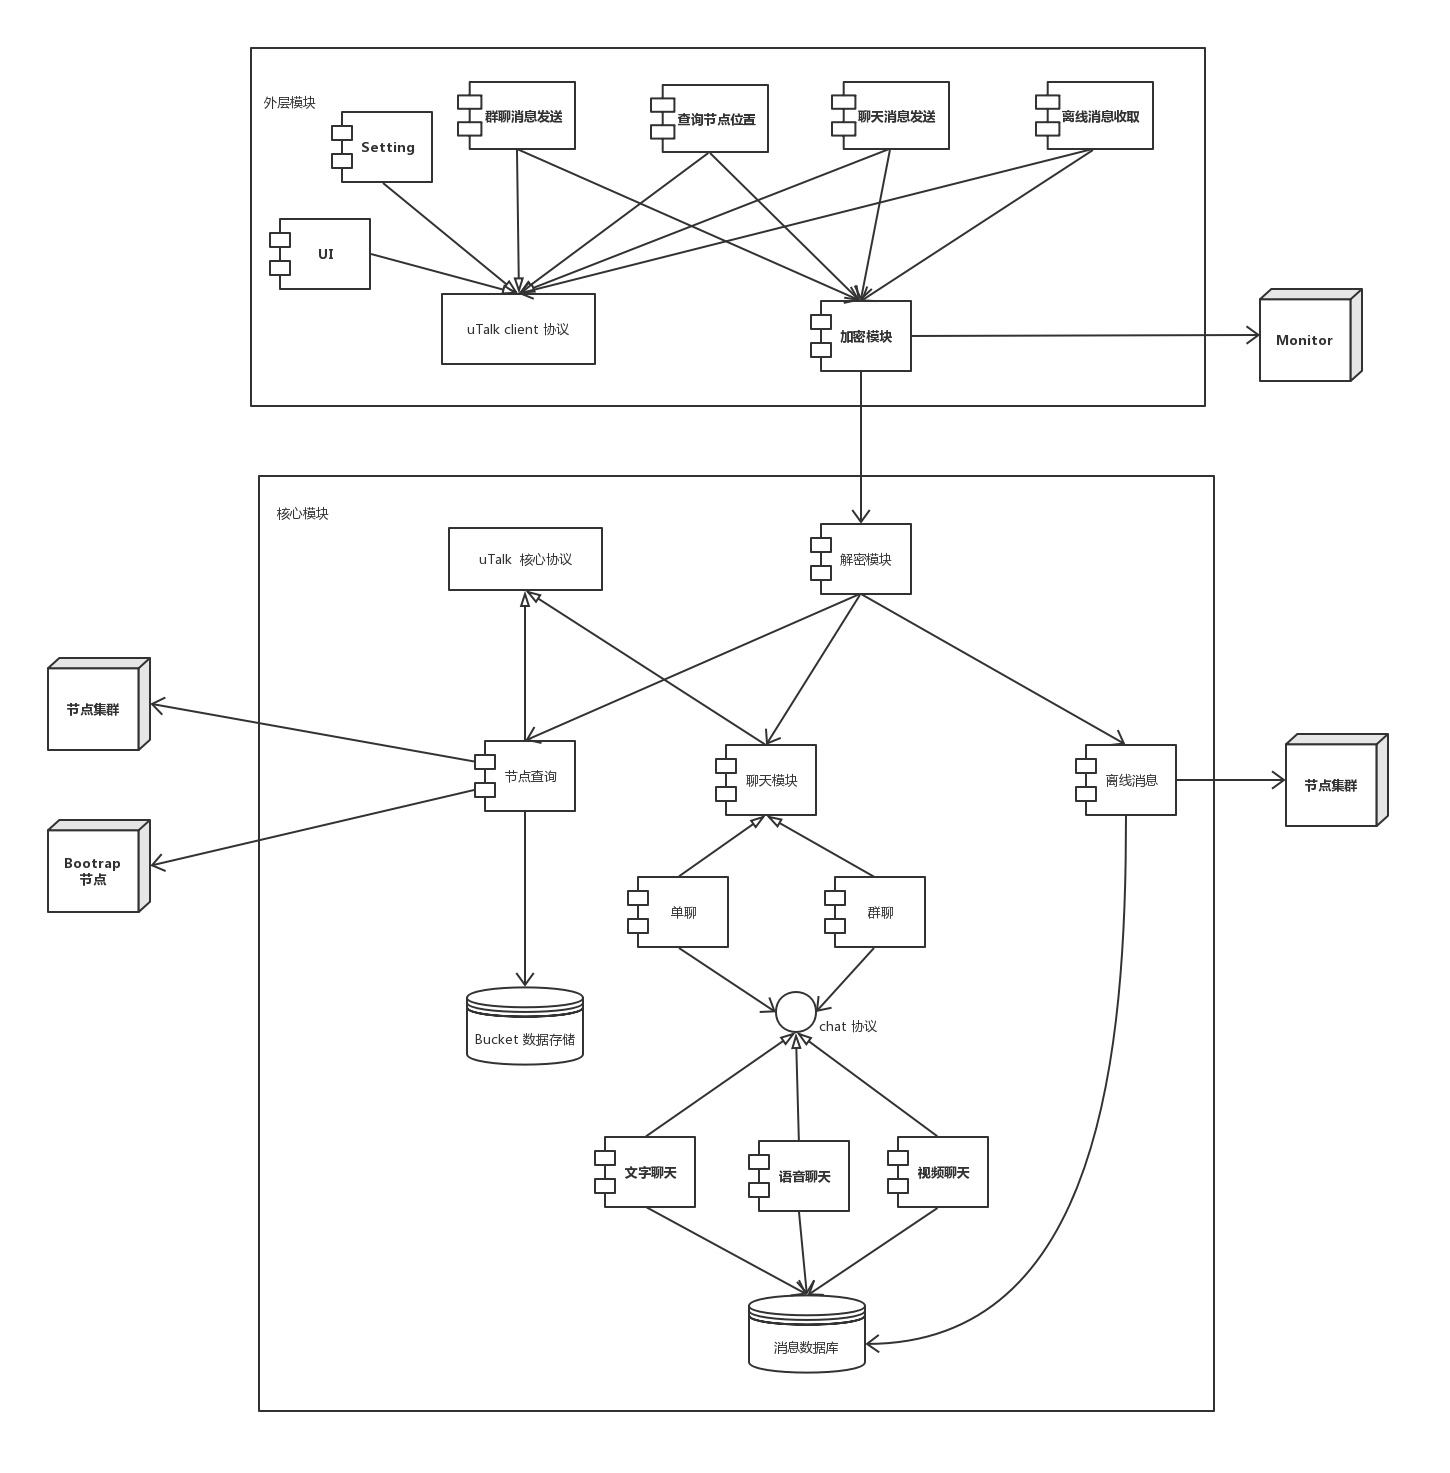 外层模块
群聊消息发送
查询节点位置
聊天消息发送
离线消息收取
Setting
UI
uTalk client 协议
加密模块
Monitor
核心模块
uTalk  核心协议
解密模块
节点集群
节点查询
聊天模块
离线消息
节点集群
Bootrap
节点
单聊
群聊
chat 协议
Bucket 数据存储
文字聊天
语音聊天
视频聊天
消息数据库